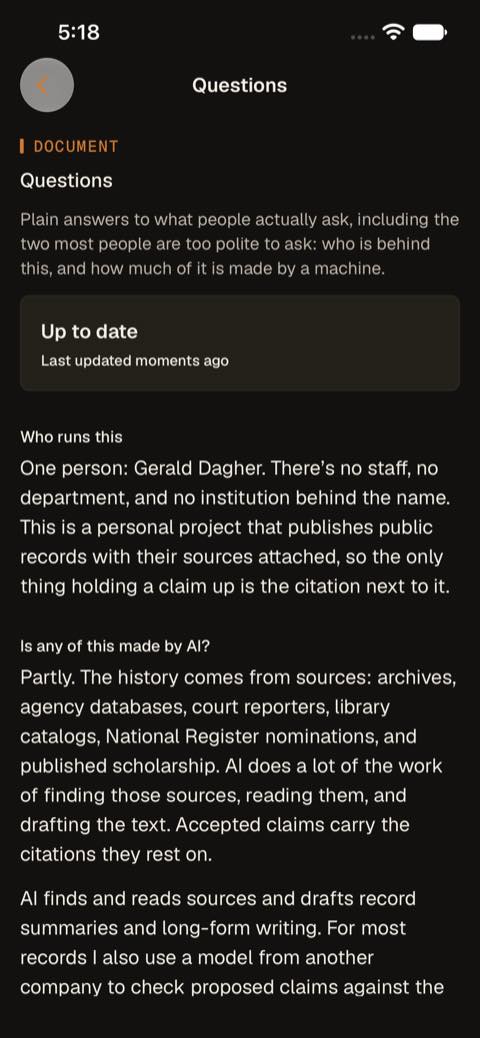 5:18
Questions
DOCUMENT
Questions
Plain answers to what people actually ask, including the
two most people are too polite to ask: who is behind
this, and how much of it is made by a machine.
Up to date
Last updated moments ago
Who runs this
One person: Gerald Dagher. There’s no staff, no
department, and no institution behind the name.
This is a personal project that publishes public
records with their sources attached, so the only
thing holding a claim up is the citation next to it.
Is any of this made by AI?
Partly. The history comes from sources: archives,
agency databases, court reporters, library
catalogs, National Register nominations, and
published scholarship. AI does a lot of the work
of finding those sources, reading them, and
drafting the text. Accepted claims carry the
citations they rest on.
AI finds and reads sources and drafts record
summaries and long-form writing. For most
records I also use a model from another
company to check proposed claims against the